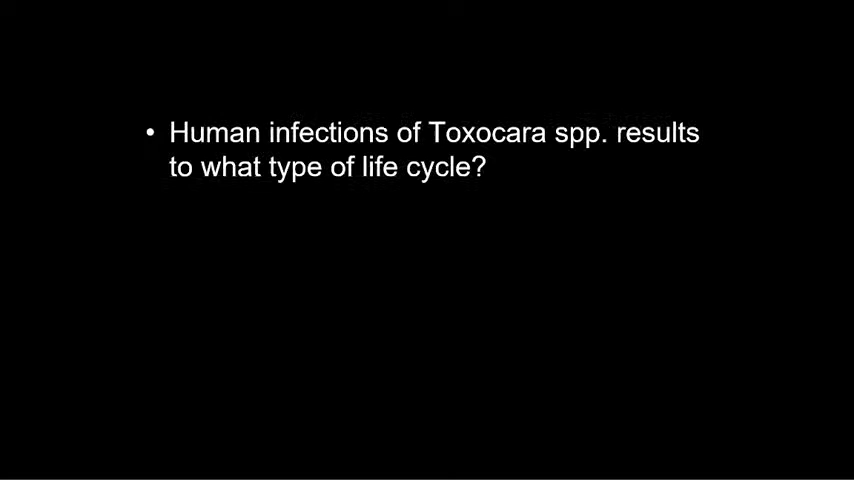 • Human infections of Toxocara spp. results
to what type of life cycle?